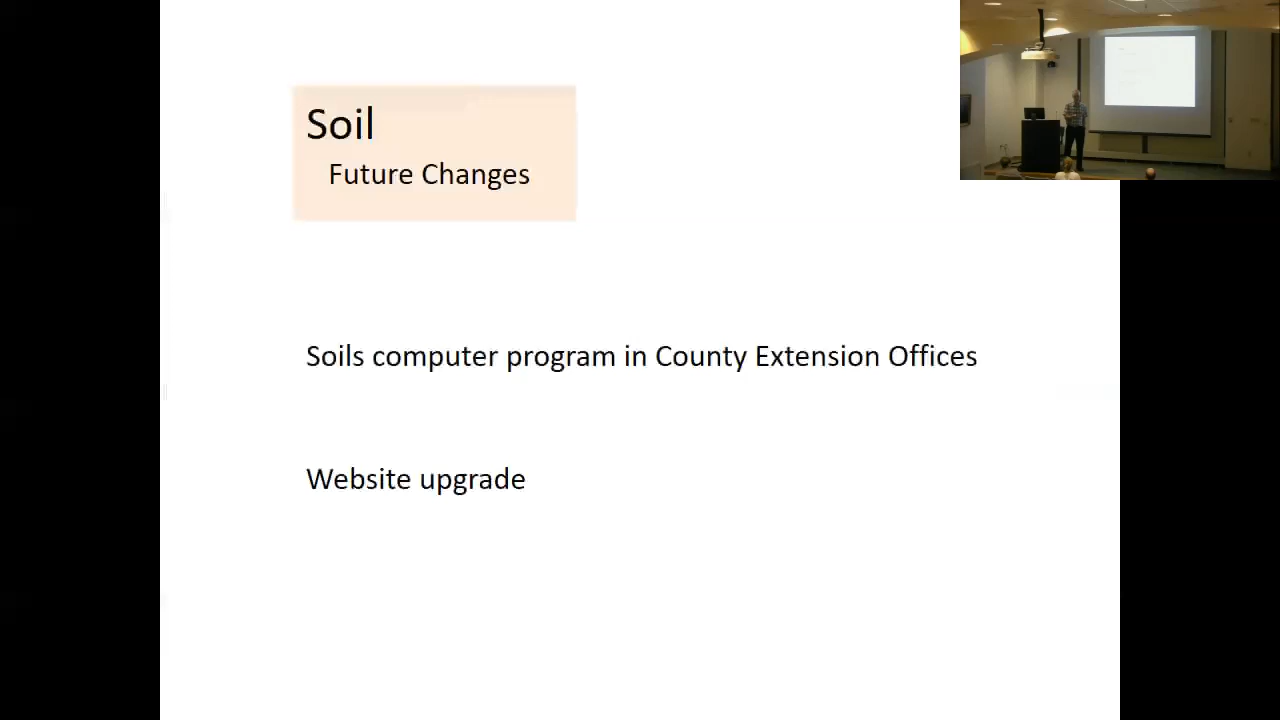 Soil
Future Changes
Soils computer program in County Extension Offices
Website upgrade